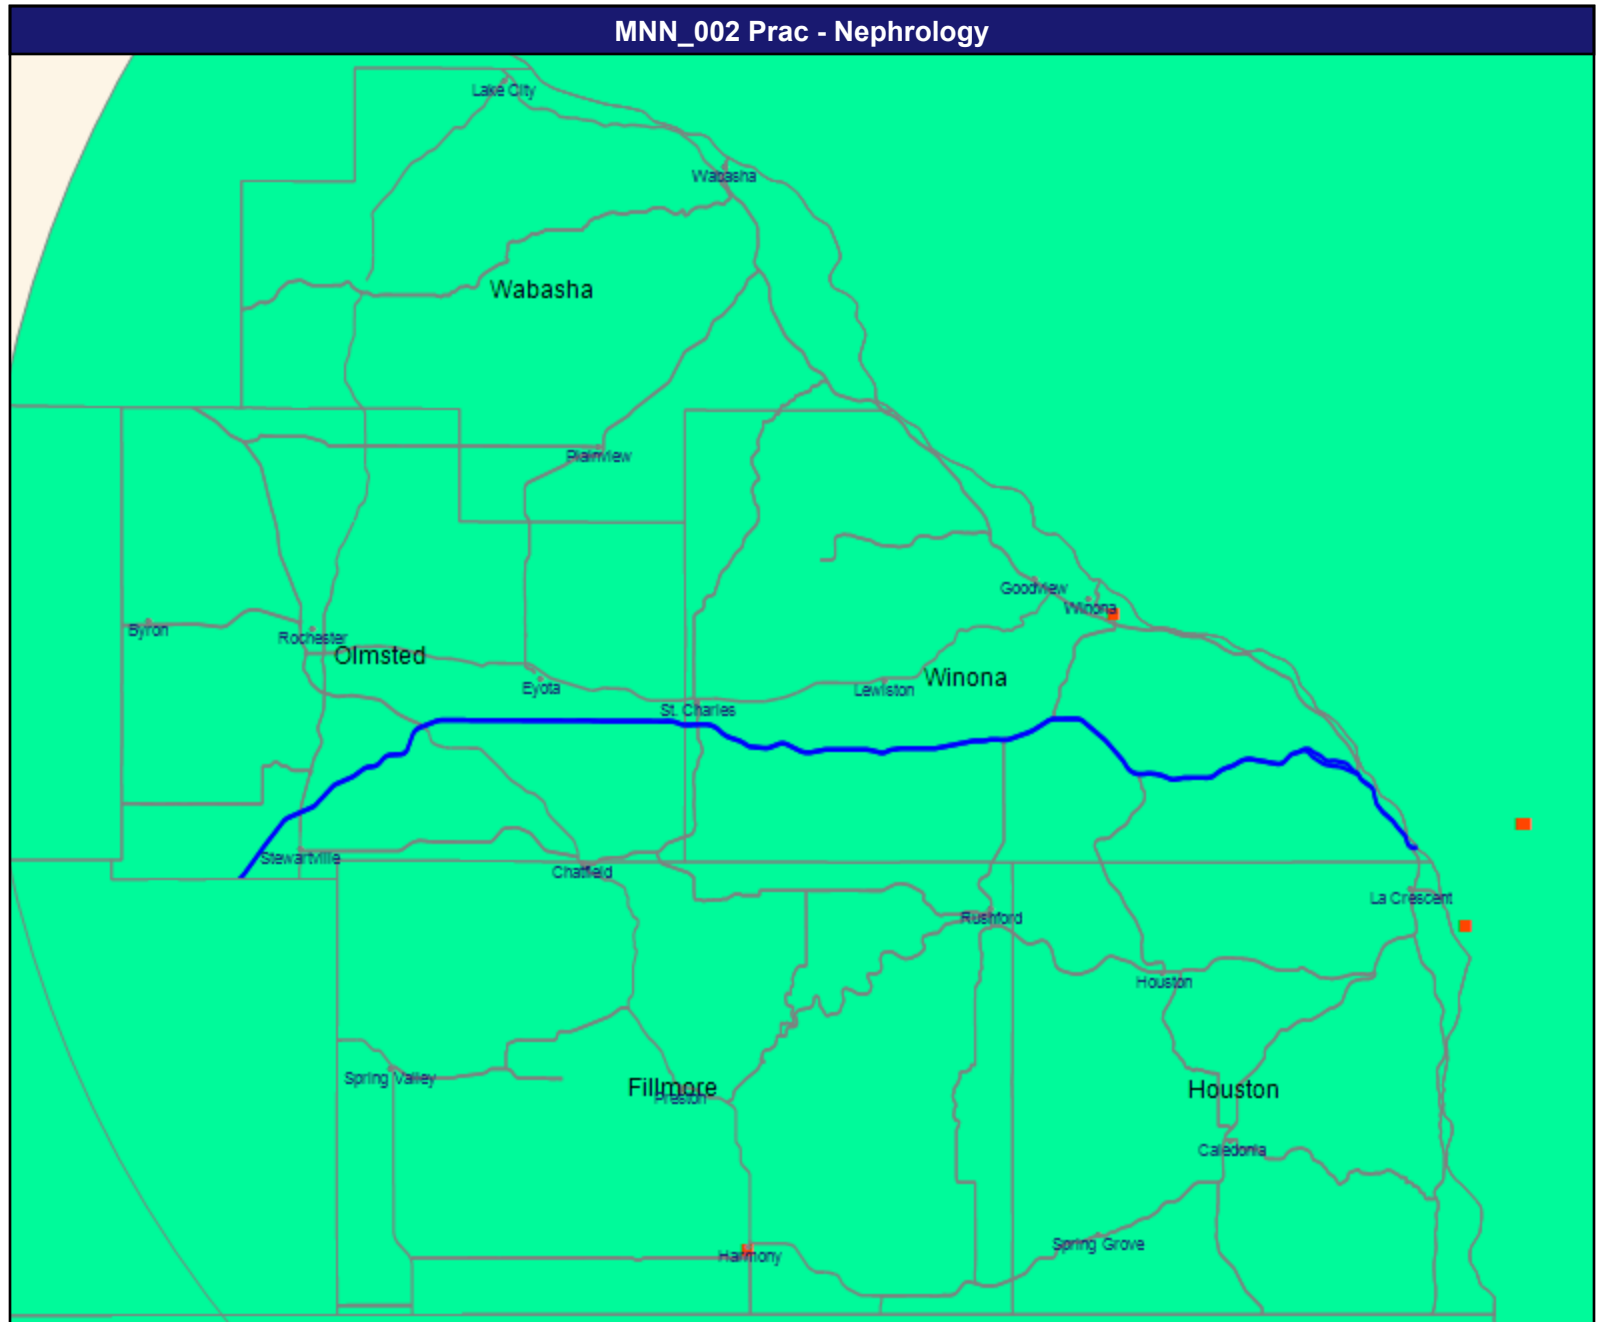 MNN_002 Prac - Nephrology
Lake City
Wabasha
Wabasha
Plainview
Goodview
Winona
Byron
Rochester
Olmsted
Winona
Eyota
Lewiston
St. Charles
Stewartville
Chatfield
La Crescent
Rushford
Houston
Spring Valley
Fillmore
Preston
Houston
Caledonia
Spring Grove
Harmony